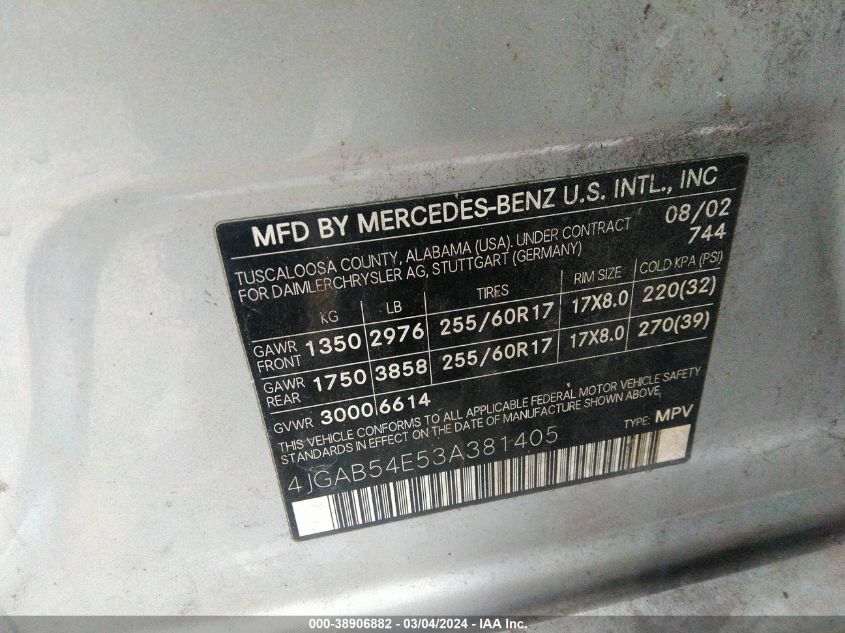 MFD BY MERCEDES-BENZ U.S. INTL., INC
TUSCALOOSA COUNTY, ALABAMA (USA). UNDER CONTRACT 08/02
FOR DAIMLERCHRYSLER AG, STUTTGART (GERMANY) 744
KG LB TIRES RIM SIZE COLD KPA (PSI)
GAWR FRONT 1350 2976 255/60R17 17X8.0 220(32)
GAWR REAR 1750 3858 255/60R17 17X8.0 270(39)
GVWR 3000 6614
THIS VEHICLE CONFORMS TO ALL APPLICABLE FEDERAL MOTOR VEHICLE SAFETY
STANDARDS IN EFFECT ON THE DATE OF MANUFACTURE SHOWN ABOVE.
4JGAB54E53A381405 TYPE: MPV
000-38906882 - 03/04/2024 - IAA Inc.